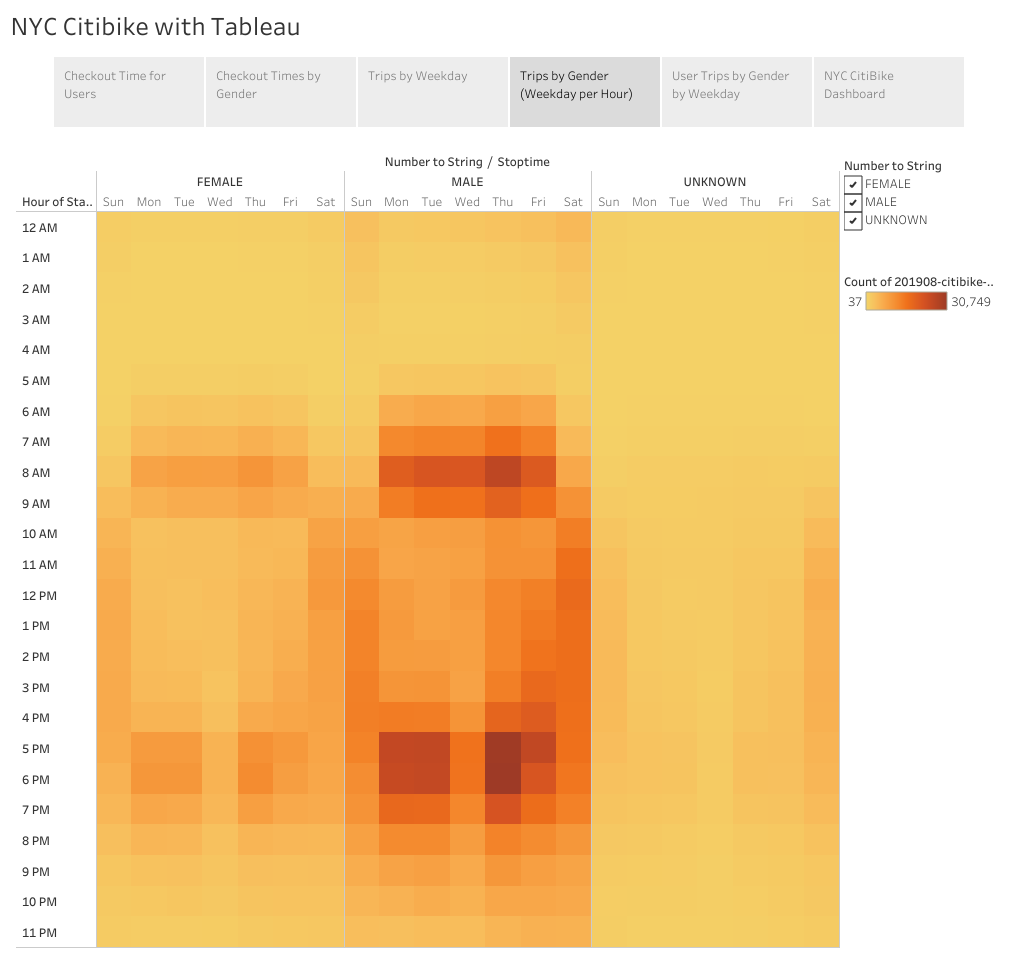 NYC Citibike with Tableau
Checkout Time for
Users
Checkout Times by
Gender
Trips by Weekday
Trips by Gender
(Weekday per Hour)
User Trips by Gender
by Weekday
NYC CitiBike
Dashboard
Number to String / Stoptime
FEMALE MALE UNKNOWN
Hour of Sta.. Sun Mon Tue Wed Thu Fri Sat Sun Mon Tue Wed Thu Fri Sat Sun Mon Tue Wed Thu Fri Sat
12 AM
1 AM
2 AM
3 AM
4 AM
5 AM
6 AM
7 AM
8 AM
9 AM
10 AM
11 AM
12 PM
1 PM
2 PM
3 PM
4 PM
5 PM
6 PM
7 PM
8 PM
9 PM
10 PM
11 PM
Number to String
FEMALE
MALE
UNKNOWN
Count of 201908-citibike-..
37 30,749